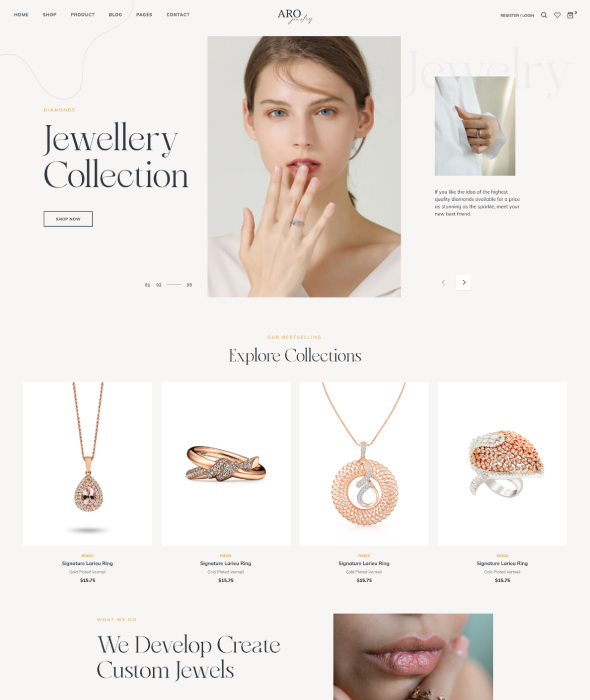 HOME SHOP PRODUCT BLOG PAGES CONTACT
ARO
jewelry
REGISTER / LOGIN
0
Jewelry
DIAMONDS
Jewellery
Collection
SHOP NOW
If you like the idea of the highest
quality diamonds available for a price
as stunning as the sparkle, meet your
new best friend.
01 02 03
OUR BESTSELLING
Explore Collections
RINGS
Signature Lariou Ring
Gold Plated Vermeil
$15.75
RINGS
Signature Lariou Ring
Gold Plated Vermeil
$15.75
RINGS
Signature Lariou Ring
Gold Plated Vermeil
$15.75
RINGS
Signature Lariou Ring
Gold Plated Vermeil
$15.75
WHAT WE DO
We Develop Create
Custom Jewels